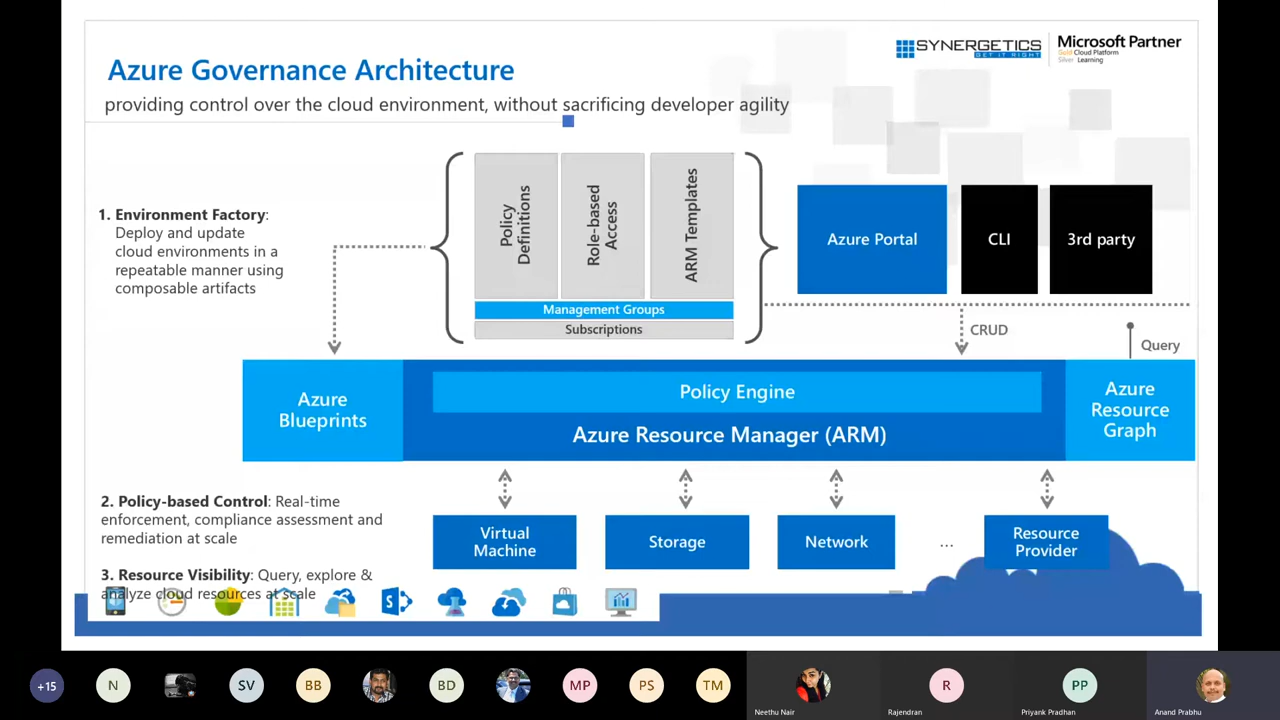 Azure Governance Architecture
providing control over the cloud environment, without sacrificing developer agility
SYNERGETICS
GET IT RIGHT
Microsoft Partner
Gold Cloud Platform
Silver Learning
1. Environment Factory:
Deploy and update
cloud environments in a
repeatable manner using
composable artifacts
Policy
Definitions
Role-based
Access
ARM Templates
Management Groups
Subscriptions
Azure Portal
CLI
3rd party
CRUD
Query
Azure
Blueprints
Policy Engine
Azure Resource Manager (ARM)
Azure
Resource
Graph
2. Policy-based Control: Real-time
enforcement, compliance assessment and
remediation at scale
3. Resource Visibility: Query, explore &
analyze cloud resources at scale
Virtual
Machine
Storage
Network
...
Resource
Provider
S
+15
N
SV
BB
BD
MP
PS
TM
Neethu Nair
R
Rajendran
PP
Priyank Pradhan
Anand Prabhu